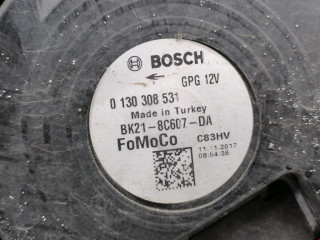 BOSCH
GPG 12V
0 130 308 531
Made in Turkey
BK21-8C607-DA
FoMoCo C83HV
11.11.2017
08:54:36